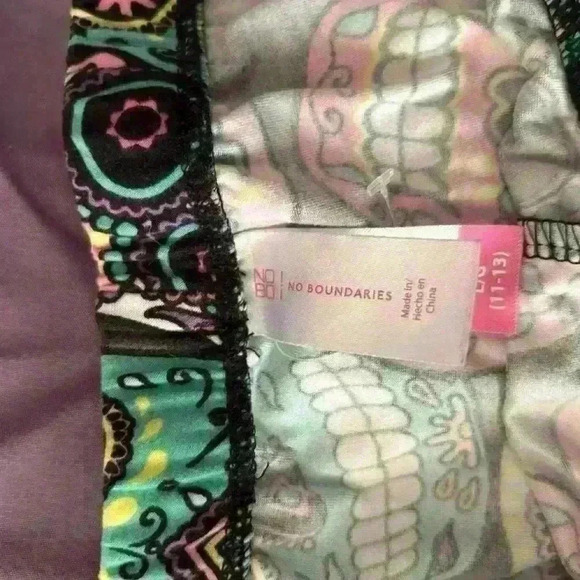 NO
BO
NO BOUNDARIES
Made in/
Hecho en
China
L/G
(11-13)